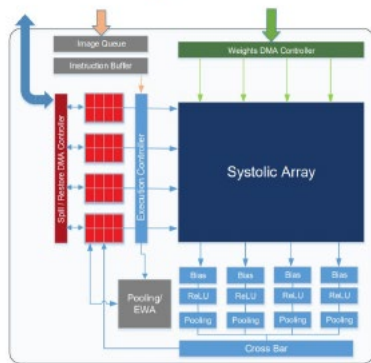 Image Queue
Weights DMA Controller
Instruction Buffer
Spill / Restore DMA Controller
Execution Controller
Systolic Array
Pooling/
EWA
Bias
Bias
Bias
Bias
ReLU
ReLU
ReLU
ReLU
Pooling
Pooling
Pooling
Pooling
Cross Bar